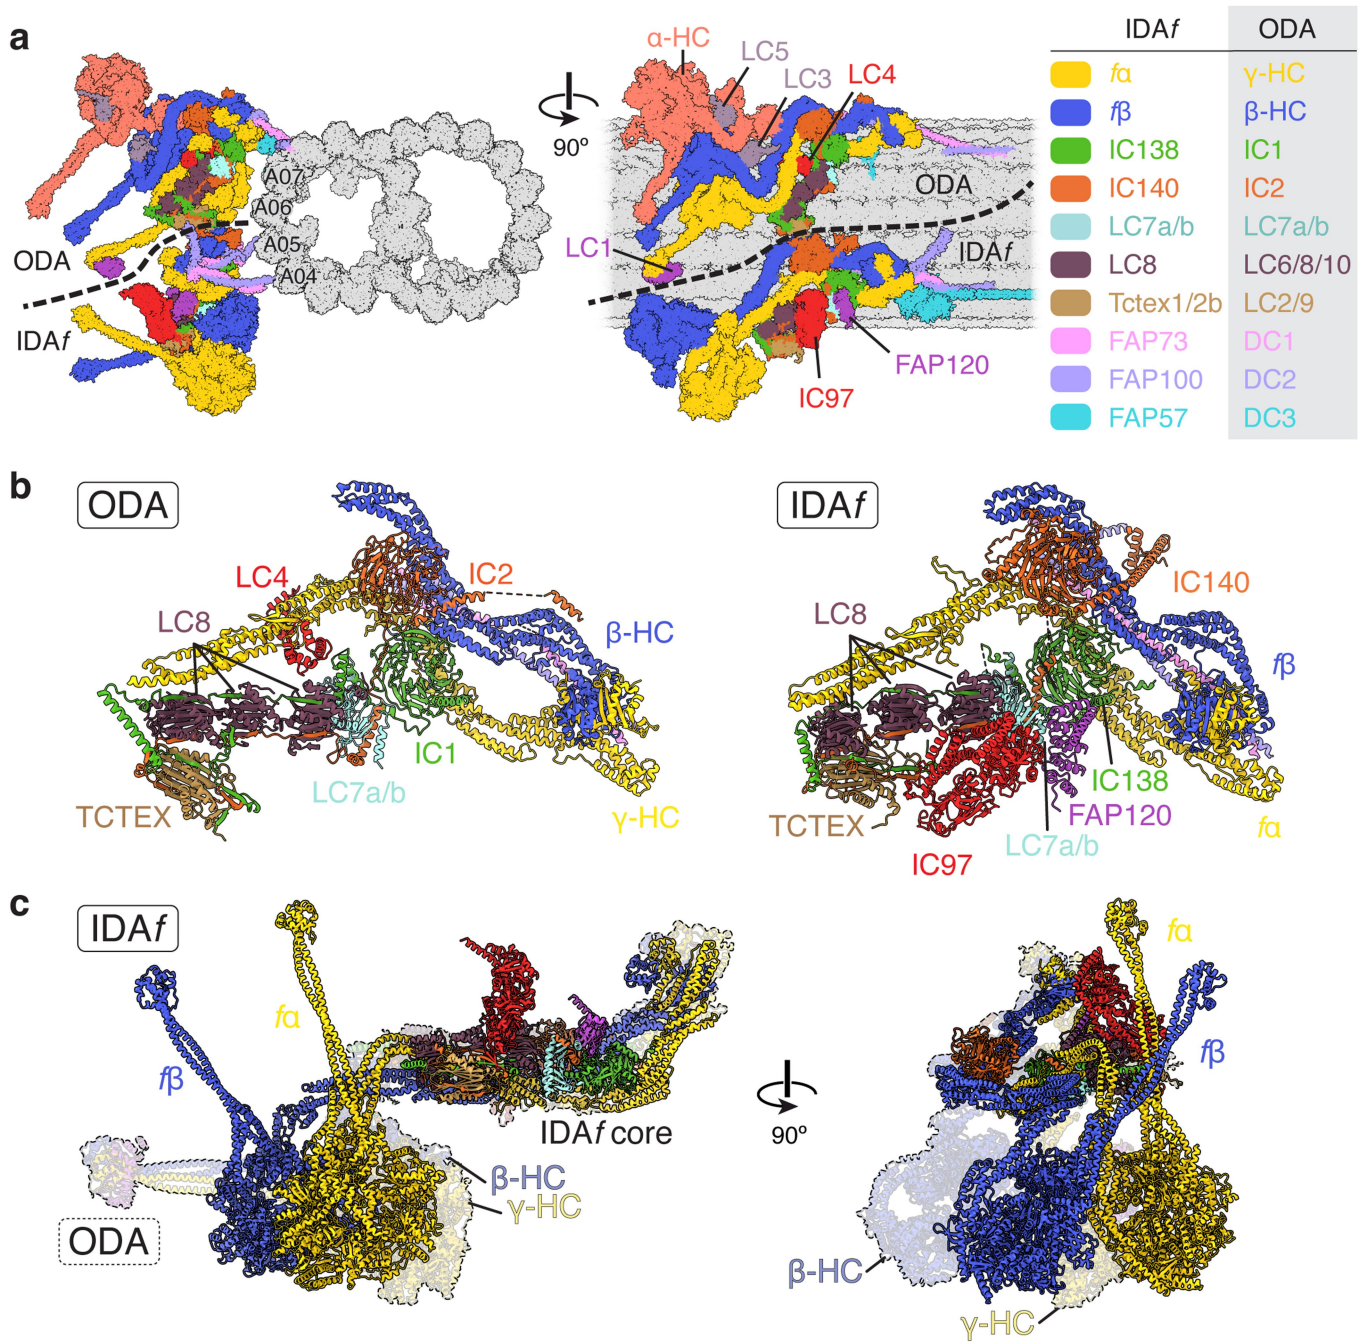 a
α-HC
LC5
LC3
LC4
90º
A07
A06
A05
A04
ODA
IDAf
ODA
IDAf
LC1
FAP120
IC97
IDAf ODA
fα γ-HC
fβ β-HC
IC138 IC1
IC140 IC2
LC7a/b LC7a/b
LC8 LC6/8/10
Tctex1/2b LC2/9
FAP73 DC1
FAP100 DC2
FAP57 DC3
b
ODA
LC4
IC2
LC8
β-HC
IC1
LC7a/b
TCTEX
γ-HC
IDAf
IC140
LC8
fβ
IC138
FAP120
TCTEX
LC7a/b
fα
IC97
c
IDAf
fα
fβ
IDAf core
β-HC
γ-HC
ODA
90º
fα
fβ
β-HC
γ-HC